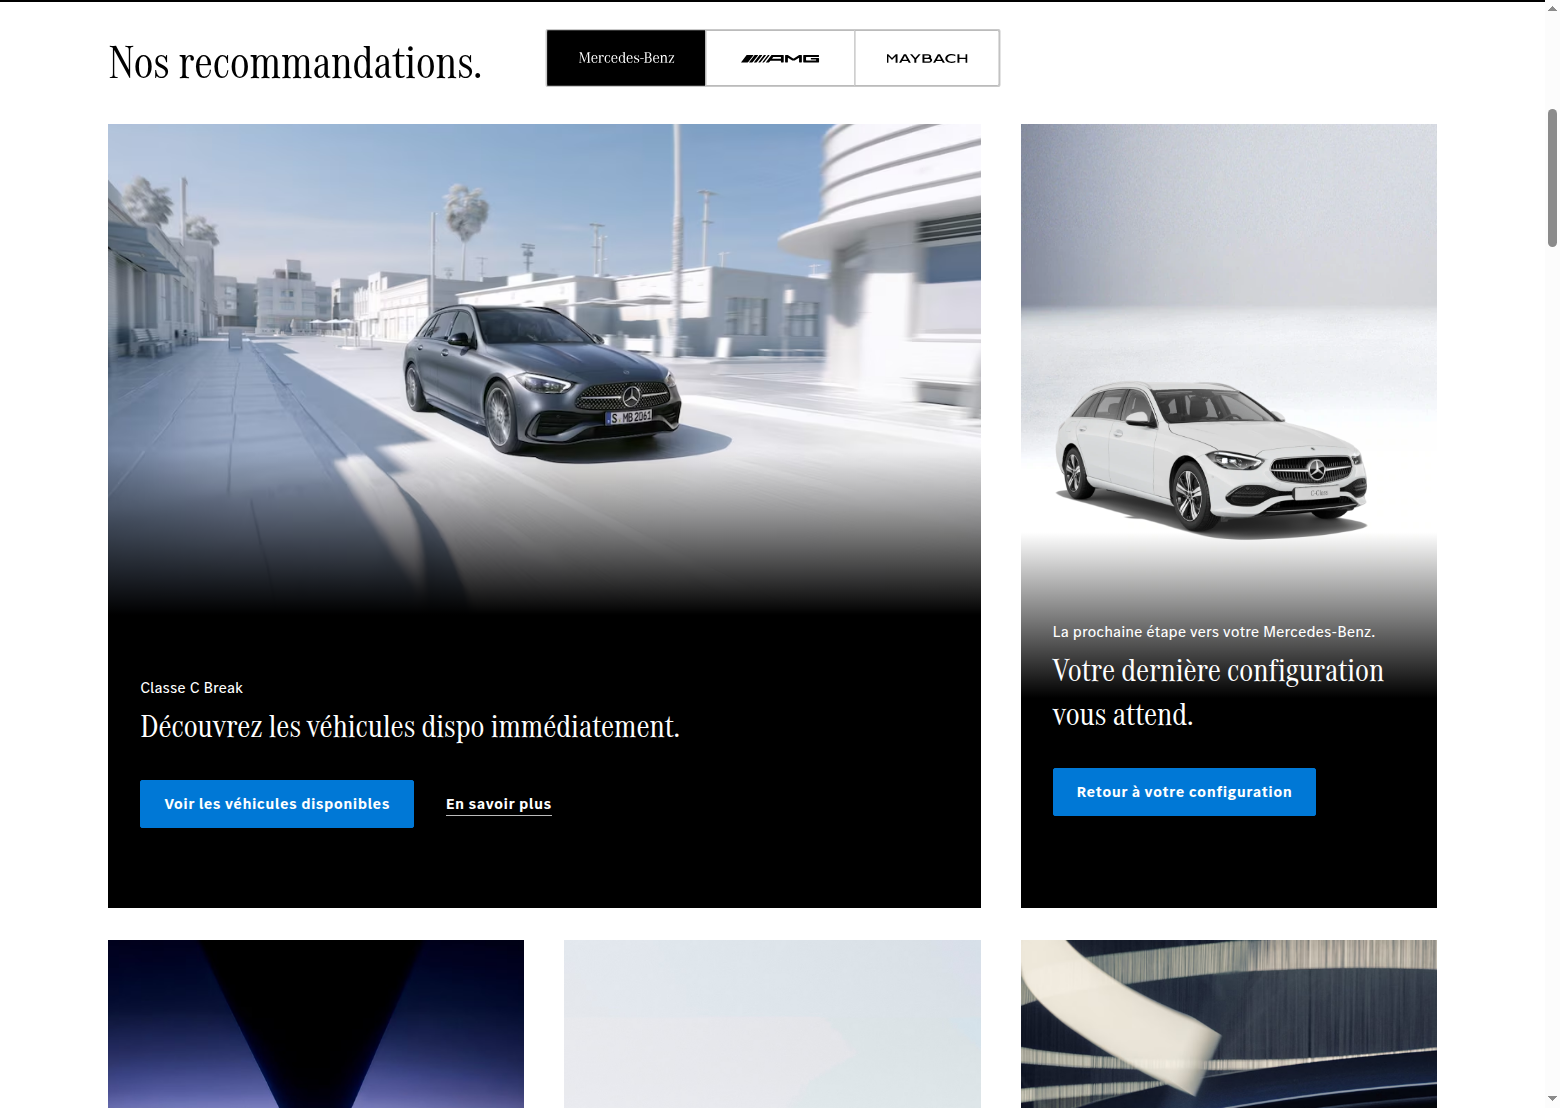 Nos recommandations.
Mercedes-Benz
AMG
MAYBACH
S MB 2061
Classe C Break
Découvrez les véhicules dispo immédiatement.
Voir les véhicules disponibles
En savoir plus
C-Class
La prochaine étape vers votre Mercedes-Benz.
Votre dernière configuration
vous attend.
Retour à votre configuration